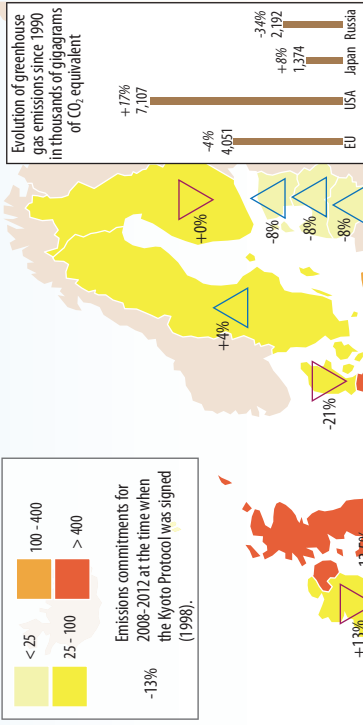 Evolution of greenhouse
gas emissions since 1990
in thousands of gigagrams
of CO₂ equivalent
-4%
4,051
EU
+17%
7,107
USA
+8%
1,374
Japan
-34%
2,192
Russia
< 25
100 - 400
25 - 100
> 400
-13%
Emissions commitments for
2008-2012 at the time when
the Kyoto Protocol was signed
(1998).
+0%
+4%
-8%
-8%
-8%
-21%
+13%